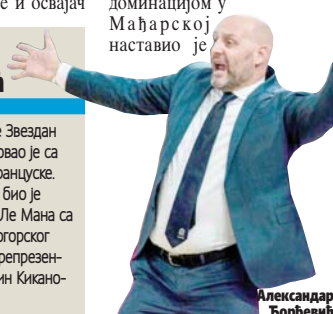 е и освајач
доминацијом у
Мађарској
наставио је
Звездан
овао је са
ранцуске.
био је
Ле Мана са
горског
репрезен-
ин Кикано-
Александар
Ђорђевић